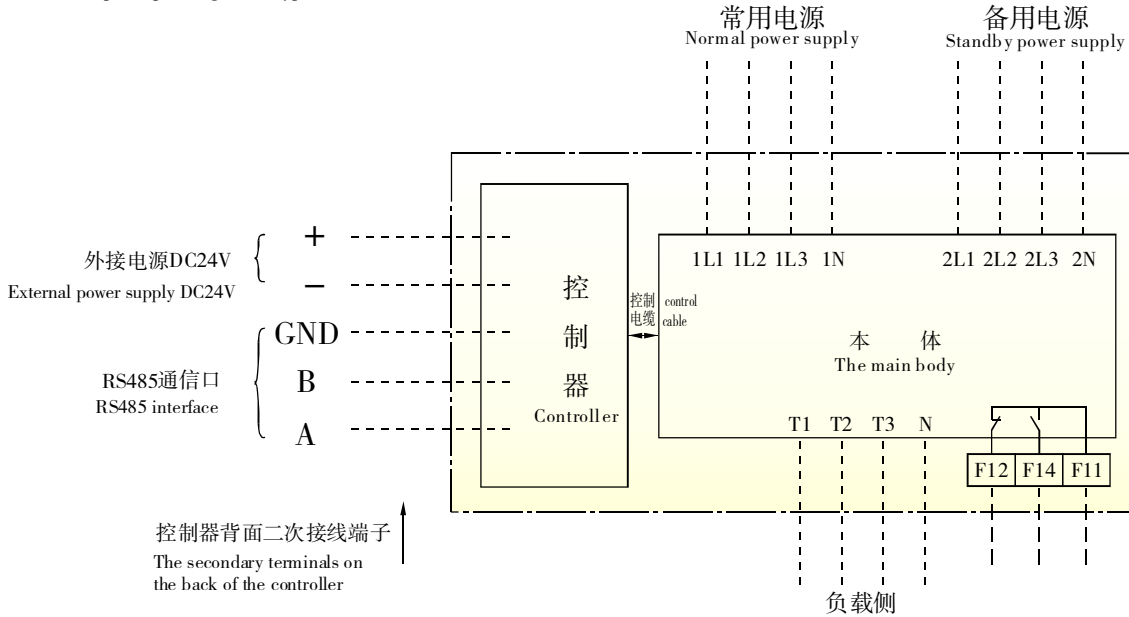 常用电源
Normal power supply
备用电源
Standby power supply
1L1 1L2 1L3 1N
2L1 2L2 2L3 2N
外接电源DC24V
External power supply DC24V
+
−
GND
B
A
RS485通信口
RS485 interface
控
制
器
Controller
控制
电缆
control
cable
本 体
The main body
T1 T2 T3 N
F12 F14 F11
控制器背面二次接线端子
The secondary terminals on
the back of the controller
负载侧